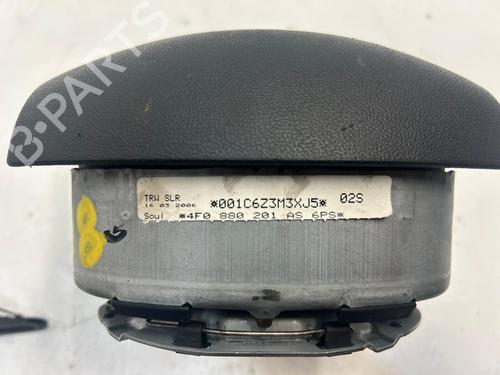 B-PARTS
TRW SLR
16.03.2006
*001C6Z3M3XJ5* 02S
Soul *4F0 880 201 AS 6PS*
8